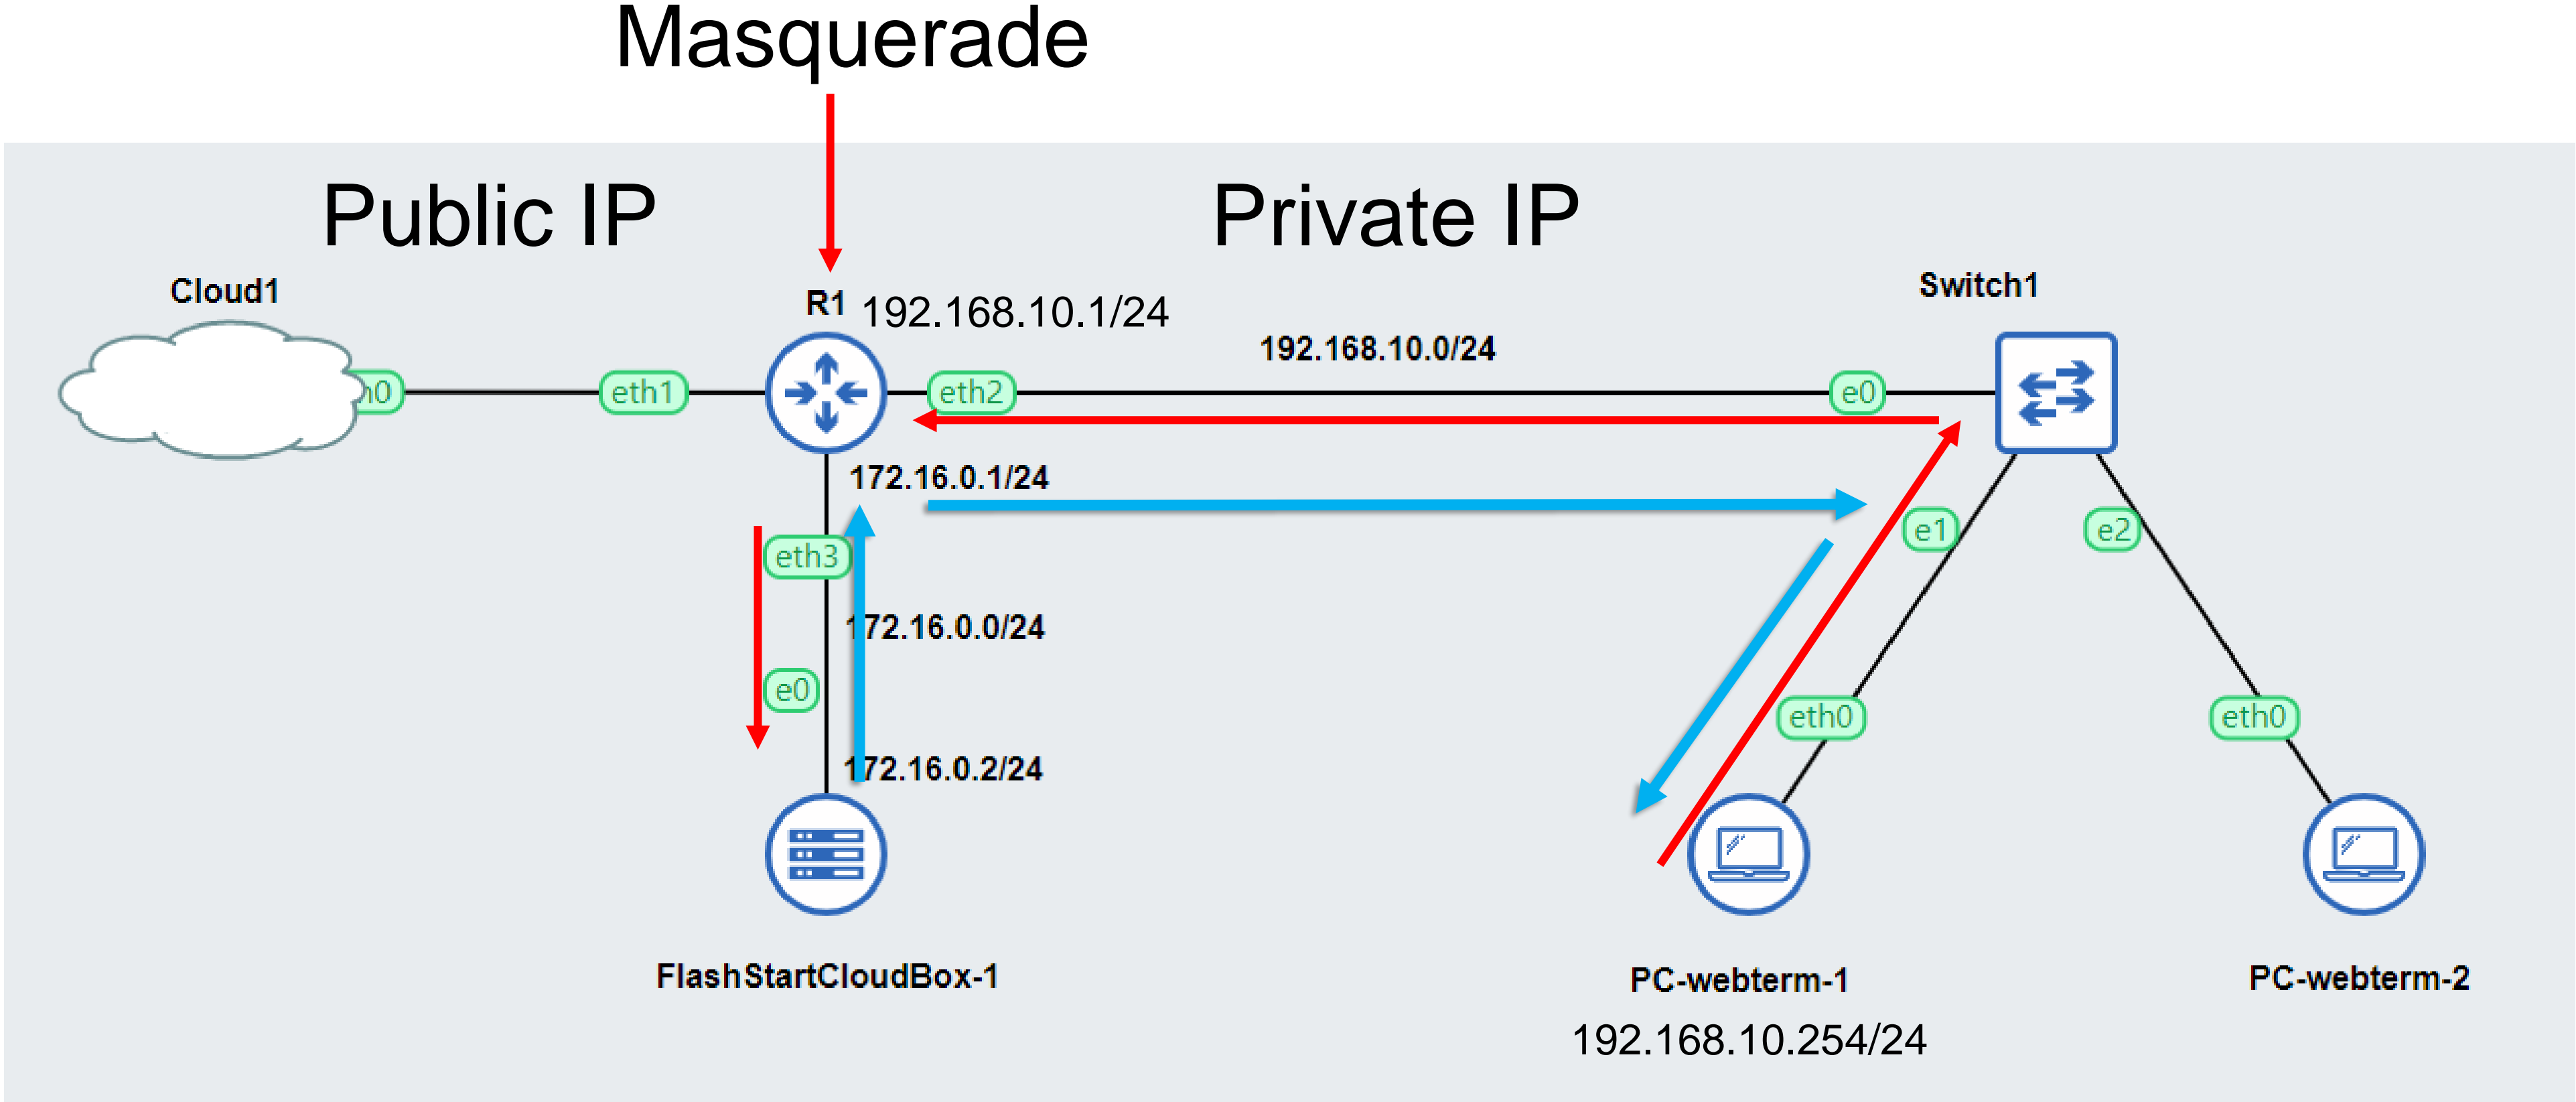 Masquerade
Public IP
Private IP
Cloud1
R1
192.168.10.1/24
Switch1
192.168.10.0/24
eth1
eth2
e0
172.16.0.1/24
e1
e2
eth3
172.16.0.0/24
e0
eth0
eth0
172.16.0.2/24
FlashStartCloudBox-1
PC-webterm-1
PC-webterm-2
192.168.10.254/24